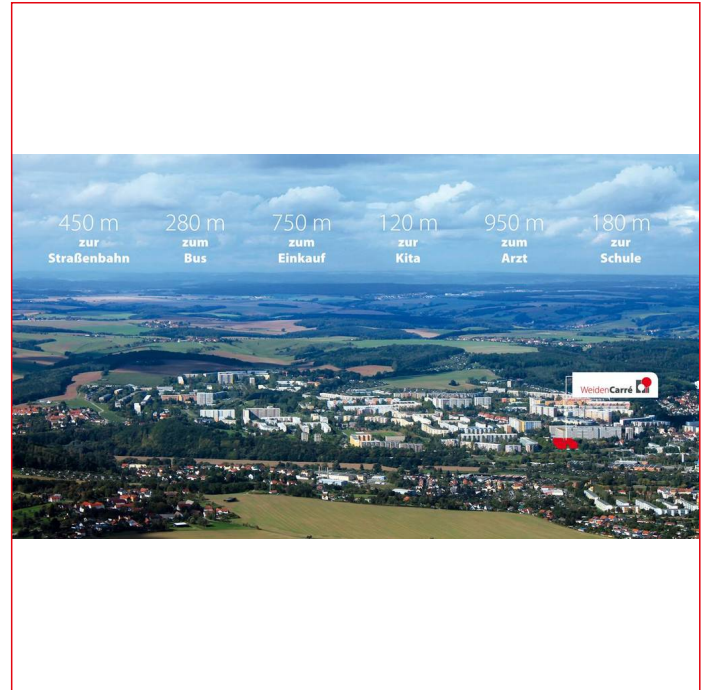 450 m
zur
Straßenbahn
280 m
zum
Bus
750 m
zum
Einkauf
120 m
zur
Kita
950 m
zum
Arzt
180 m
zur
Schule
WeidenCarré